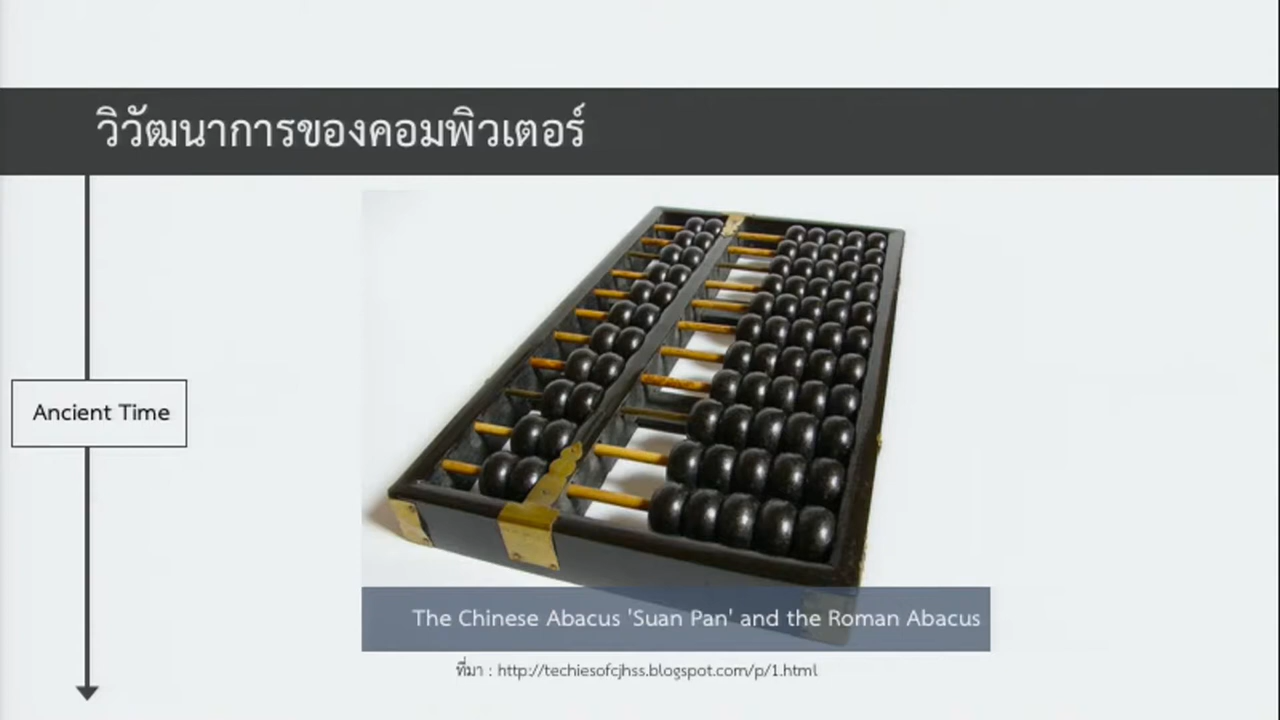 วิวัฒนาการของคอมพิวเตอร์
Ancient Time
The Chinese Abacus 'Suan Pan' and the Roman Abacus
ที่มา : http://techiesofcjhss.blogspot.com/p/1.html